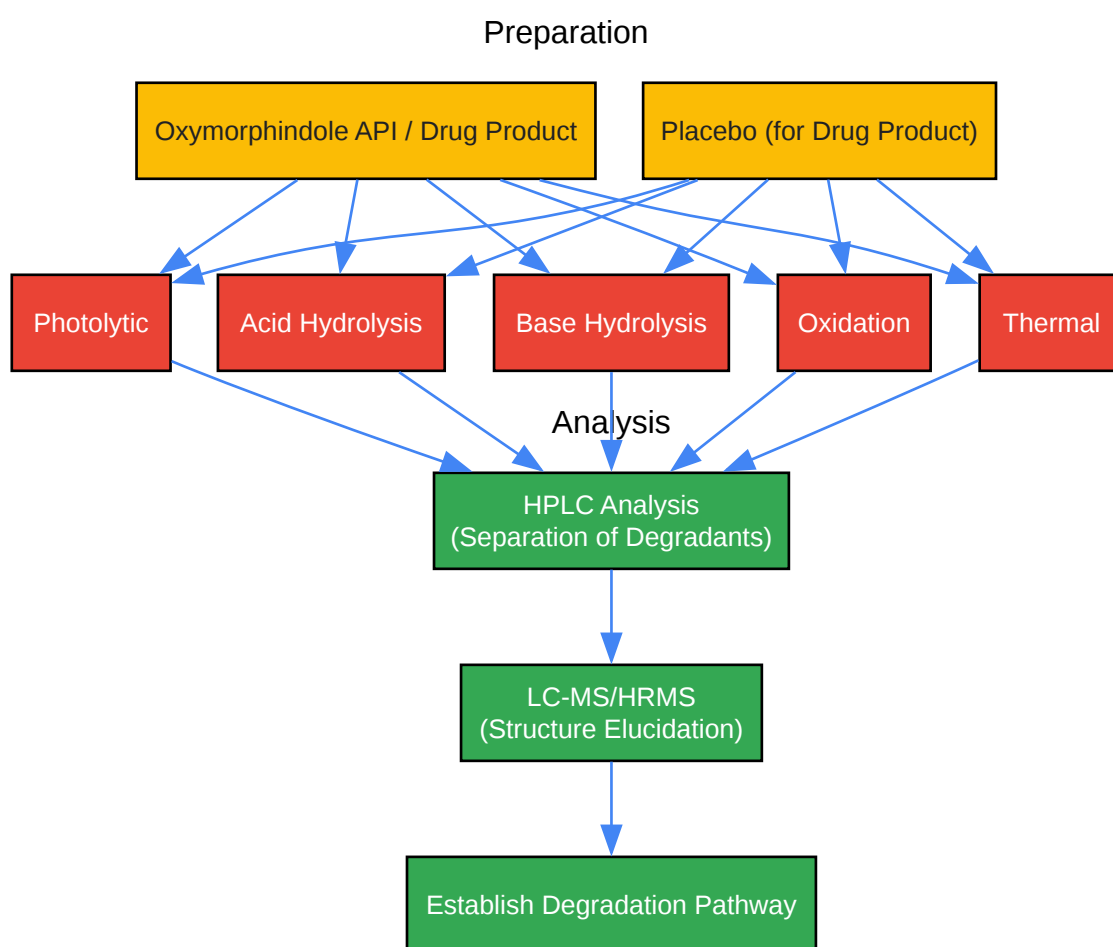 Preparation
Oxymorphindole API / Drug Product
Placebo (for Drug Product)
Photolytic
Acid Hydrolysis
Base Hydrolysis
Oxidation
Thermal
Analysis
HPLC Analysis
(Separation of Degradants)
LC-MS/HRMS
(Structure Elucidation)
Establish Degradation Pathway